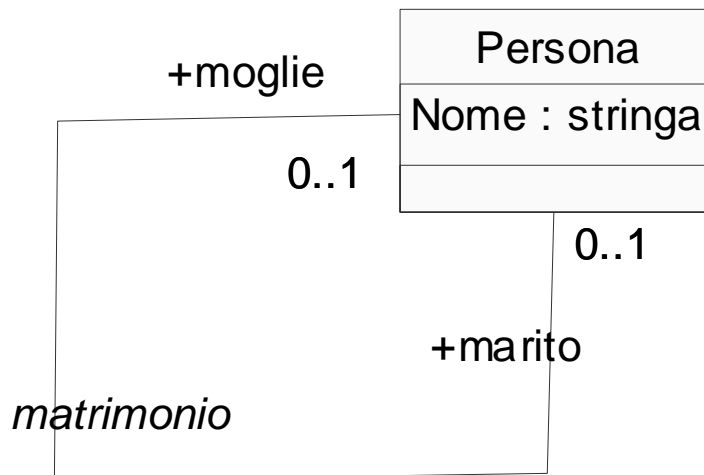 Persona
+moglie
Nome : stringa
0..1
0..1
+marito
matrimonio